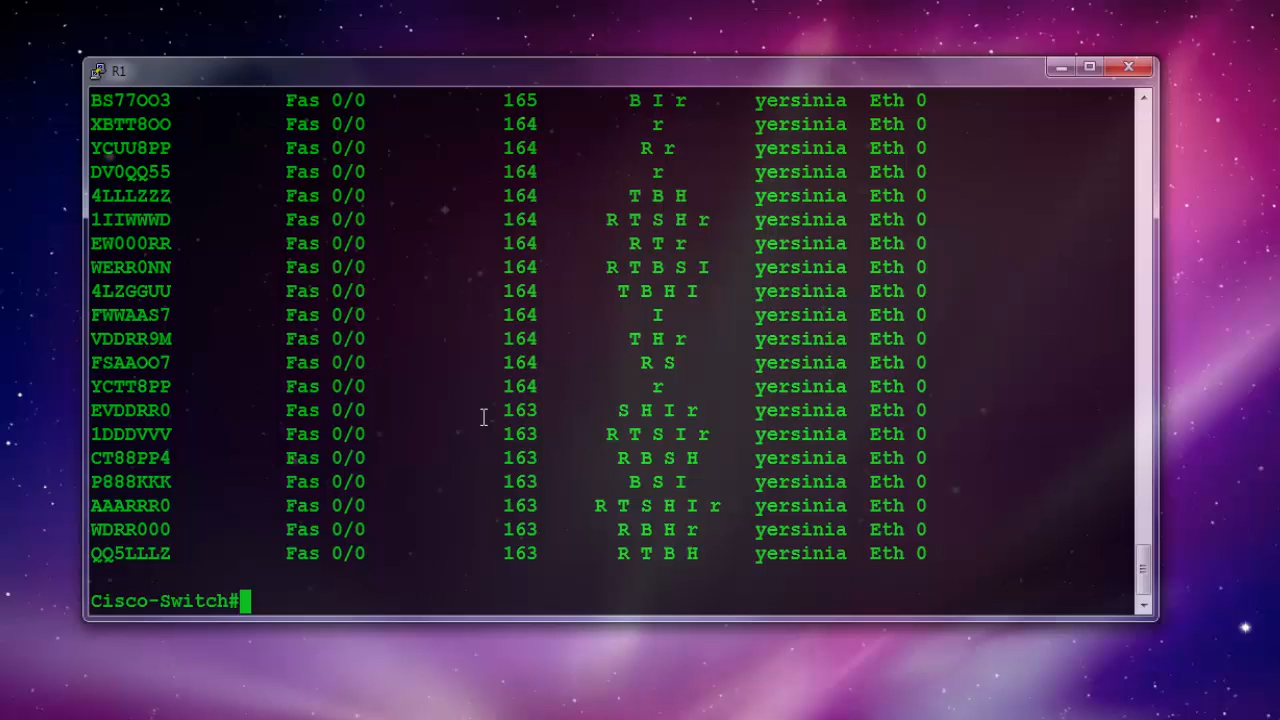 R1
BS77OO3 Fas 0/0 165 B I r yersinia Eth 0
XBTT8OO Fas 0/0 164 r yersinia Eth 0
YCUU8PP Fas 0/0 164 R r yersinia Eth 0
DV0QQ55 Fas 0/0 164 r yersinia Eth 0
4LLLZZZ Fas 0/0 164 T B H yersinia Eth 0
1IIWWWD Fas 0/0 164 R T S H r yersinia Eth 0
EW000RR Fas 0/0 164 R T r yersinia Eth 0
WERR0NN Fas 0/0 164 R T B S I yersinia Eth 0
4LZGGUU Fas 0/0 164 T B H I yersinia Eth 0
FWWAAS7 Fas 0/0 164 I yersinia Eth 0
VDDRR9M Fas 0/0 164 T H r yersinia Eth 0
FSAAOO7 Fas 0/0 164 R S yersinia Eth 0
YCTT8PP Fas 0/0 164 r yersinia Eth 0
EVDDRR0 Fas 0/0 163 S H I r yersinia Eth 0
1DDDVVV Fas 0/0 163 R T S I r yersinia Eth 0
CT88PP4 Fas 0/0 163 R B S H yersinia Eth 0
P888KKK Fas 0/0 163 B S I yersinia Eth 0
AAARRR0 Fas 0/0 163 R T S H I r yersinia Eth 0
WDRR000 Fas 0/0 163 R B H r yersinia Eth 0
QQ5LLLZ Fas 0/0 163 R T B H yersinia Eth 0
Cisco-Switch#